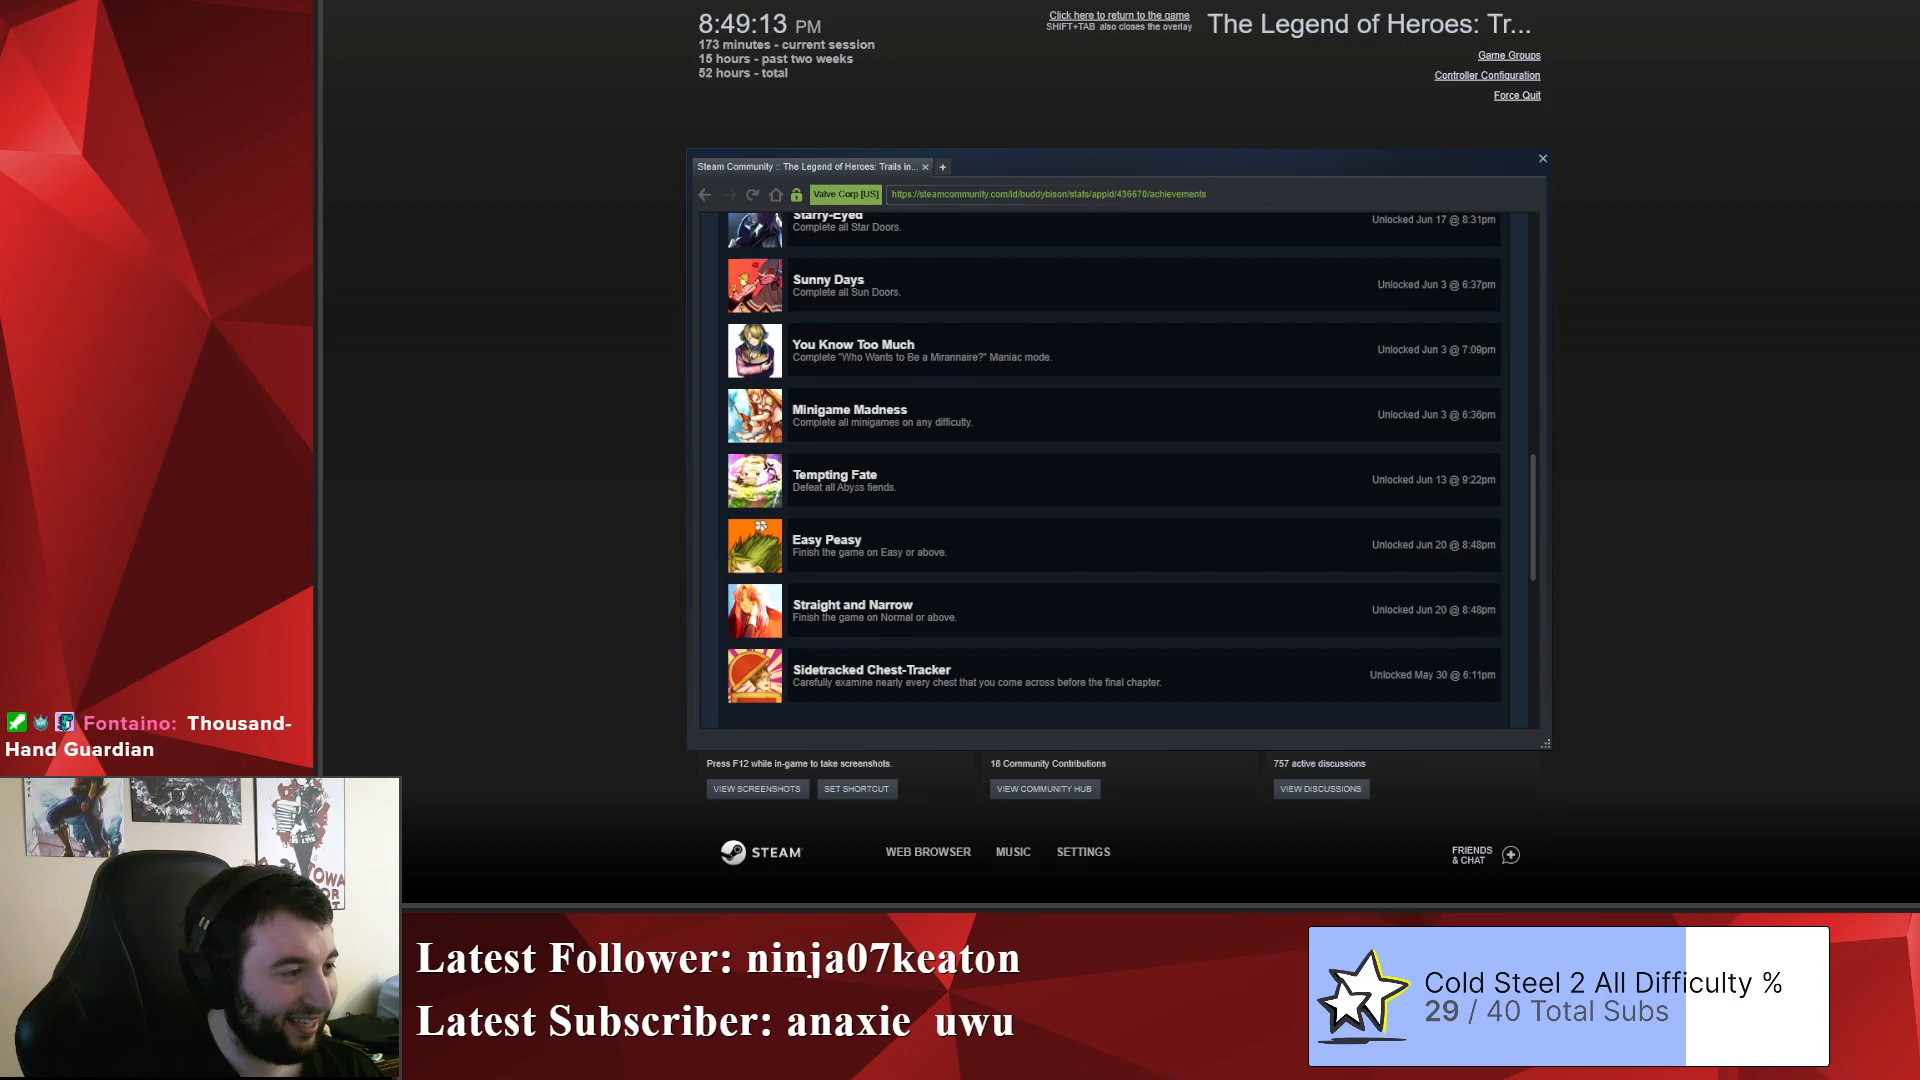 8:49:13 PM
173 minutes - current session
15 hours - past two weeks
52 hours - total
Click here to return to the game
SHIFT+TAB also closes the overlay
The Legend of Heroes: Tr...
Game Groups
Controller Configuration
Force Quit
Steam Community :: The Legend of Heroes: Trails in... × +
Valve Corp [US] https://steamcommunity.com/id/buddybison/stats/appid/436670/achievements
Starry-Eyed
Complete all Star Doors.
Unlocked Jun 17 @ 8:31pm
Sunny Days
Complete all Sun Doors.
Unlocked Jun 3 @ 6:37pm
You Know Too Much
Complete "Who Wants to Be a Mirannaire?" Maniac mode.
Unlocked Jun 3 @ 7:09pm
Minigame Madness
Complete all minigames on any difficulty.
Unlocked Jun 3 @ 6:36pm
Tempting Fate
Defeat all Abyss fiends.
Unlocked Jun 13 @ 9:22pm
Easy Peasy
Finish the game on Easy or above.
Unlocked Jun 20 @ 8:48pm
Straight and Narrow
Finish the game on Normal or above.
Unlocked Jun 20 @ 8:48pm
Sidetracked Chest-Tracker
Carefully examine nearly every chest that you come across before the final chapter.
Unlocked May 30 @ 6:11pm
Press F12 while in-game to take screenshots.
VIEW SCREENSHOTS SET SHORTCUT
18 Community Contributions
VIEW COMMUNITY HUB
757 active discussions
VIEW DISCUSSIONS
STEAM
WEB BROWSER MUSIC SETTINGS
FRIENDS
& CHAT
Fontaino: Thousand-
Hand Guardian
Latest Follower: ninja07keaton
Latest Subscriber: anaxie_uwu
Cold Steel 2 All Difficulty %
29 / 40 Total Subs